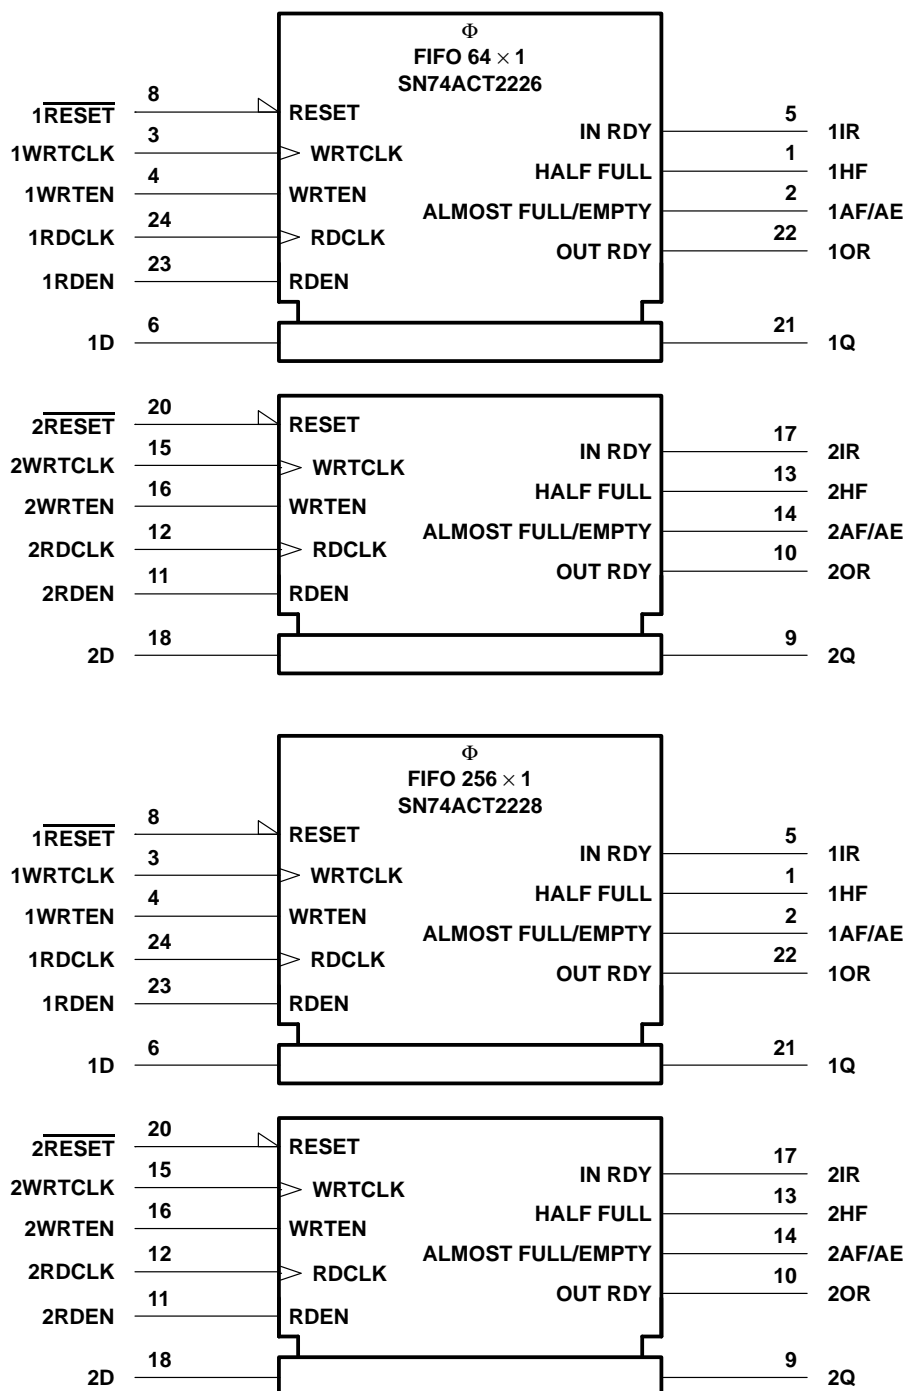 Φ
FIFO 64 × 1
SN74ACT2226
1RESET 8 RESET
1WRTCLK 3 WRTCLK
1WRTEN 4 WRTEN
1RDCLK 24 RDCLK
1RDEN 23 RDEN
IN RDY 5 1IR
HALF FULL 1 1HF
ALMOST FULL/EMPTY 2 1AF/AE
OUT RDY 22 1OR
1D 6 21 1Q
2RESET 20 RESET
2WRTCLK 15 WRTCLK
2WRTEN 16 WRTEN
2RDCLK 12 RDCLK
2RDEN 11 RDEN
IN RDY 17 2IR
HALF FULL 13 2HF
ALMOST FULL/EMPTY 14 2AF/AE
OUT RDY 10 2OR
2D 18 9 2Q
Φ
FIFO 256 × 1
SN74ACT2228
1RESET 8 RESET
1WRTCLK 3 WRTCLK
1WRTEN 4 WRTEN
1RDCLK 24 RDCLK
1RDEN 23 RDEN
IN RDY 5 1IR
HALF FULL 1 1HF
ALMOST FULL/EMPTY 2 1AF/AE
OUT RDY 22 1OR
1D 6 21 1Q
2RESET 20 RESET
2WRTCLK 15 WRTCLK
2WRTEN 16 WRTEN
2RDCLK 12 RDCLK
2RDEN 11 RDEN
IN RDY 17 2IR
HALF FULL 13 2HF
ALMOST FULL/EMPTY 14 2AF/AE
OUT RDY 10 2OR
2D 18 9 2Q